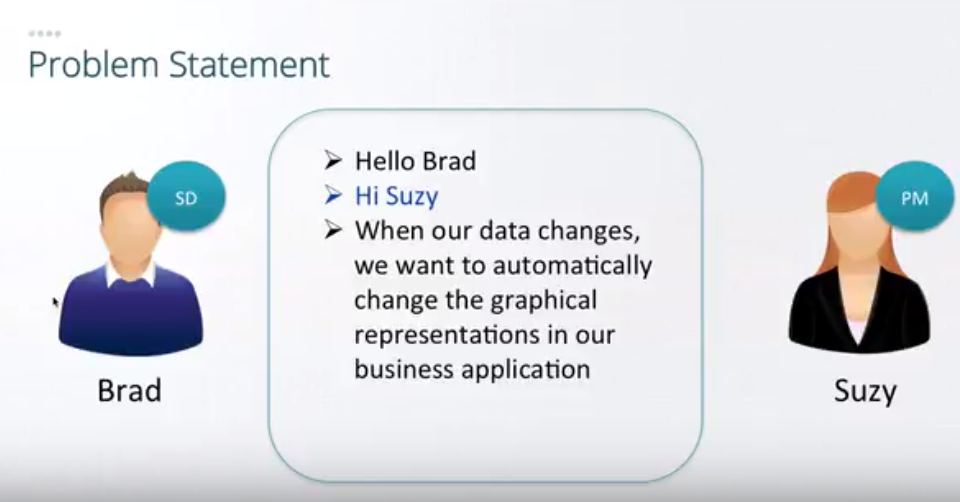 Problem Statement
SD
PM
➢ Hello Brad
➢ Hi Suzy
➢ When our data changes,
we want to automatically
change the graphical
representations in our
business application
Brad
Suzy